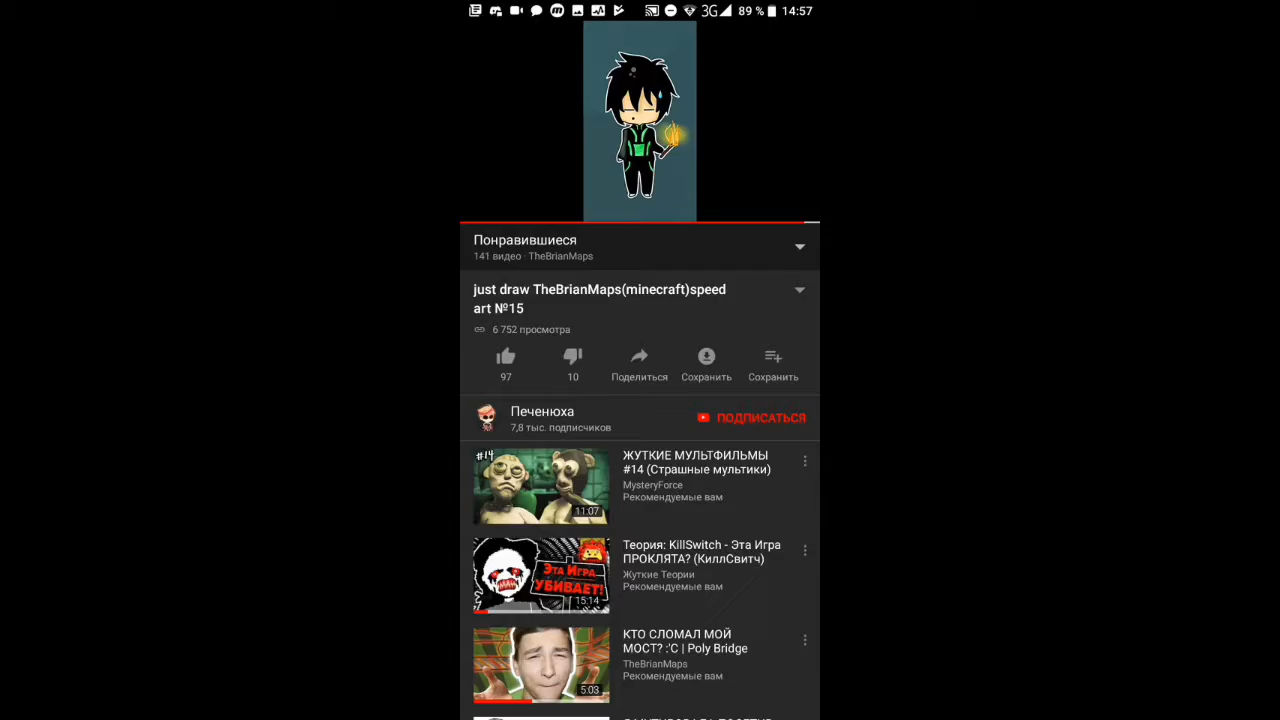 3G 89 % 14:57
Понравившиеся
141 видео · TheBrianMaps
just draw TheBrianMaps(minecraft)speed
art №15
6 752 просмотра
97
10
Поделиться
Сохранить
Сохранить
Печенюха
7,8 тыс. подписчиков
ПОДПИСАТЬСЯ
#14
11:07
ЖУТКИЕ МУЛЬТФИЛЬМЫ
#14 (Страшные мультики)
MysteryForce
Рекомендуемые вам
ЭТА ИГРА
УБИВАЕТ!
15:14
Теория: KillSwitch - Эта Игра
ПРОКЛЯТА? (КиллСвитч)
Жуткие Теории
Рекомендуемые вам
5:03
КТО СЛОМАЛ МОЙ
МОСТ? :'С | Poly Bridge
TheBrianMaps
Рекомендуемые вам